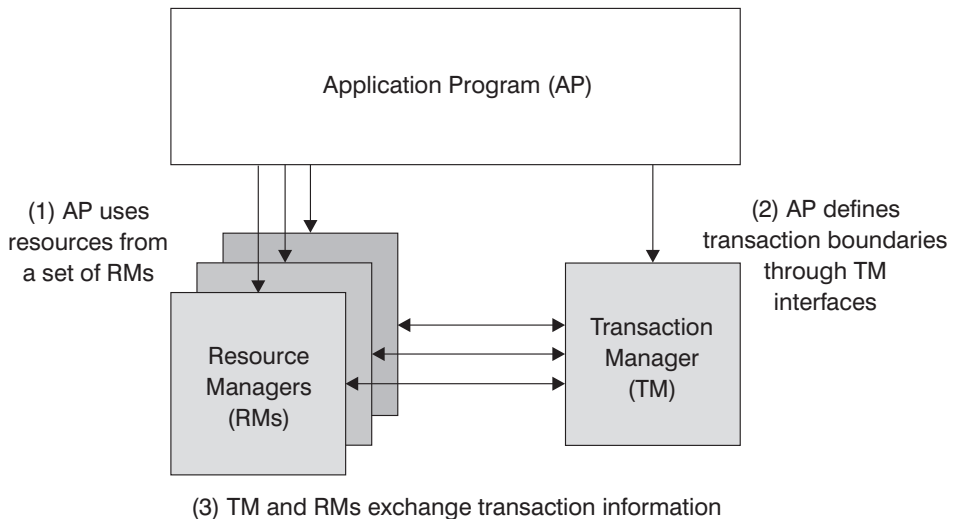 Application Program (AP)
(1) AP uses
resources from
a set of RMs
(2) AP defines
transaction boundaries
through TM
interfaces
Resource
Managers
(RMs)
Transaction
Manager
(TM)
(3) TM and RMs exchange transaction information